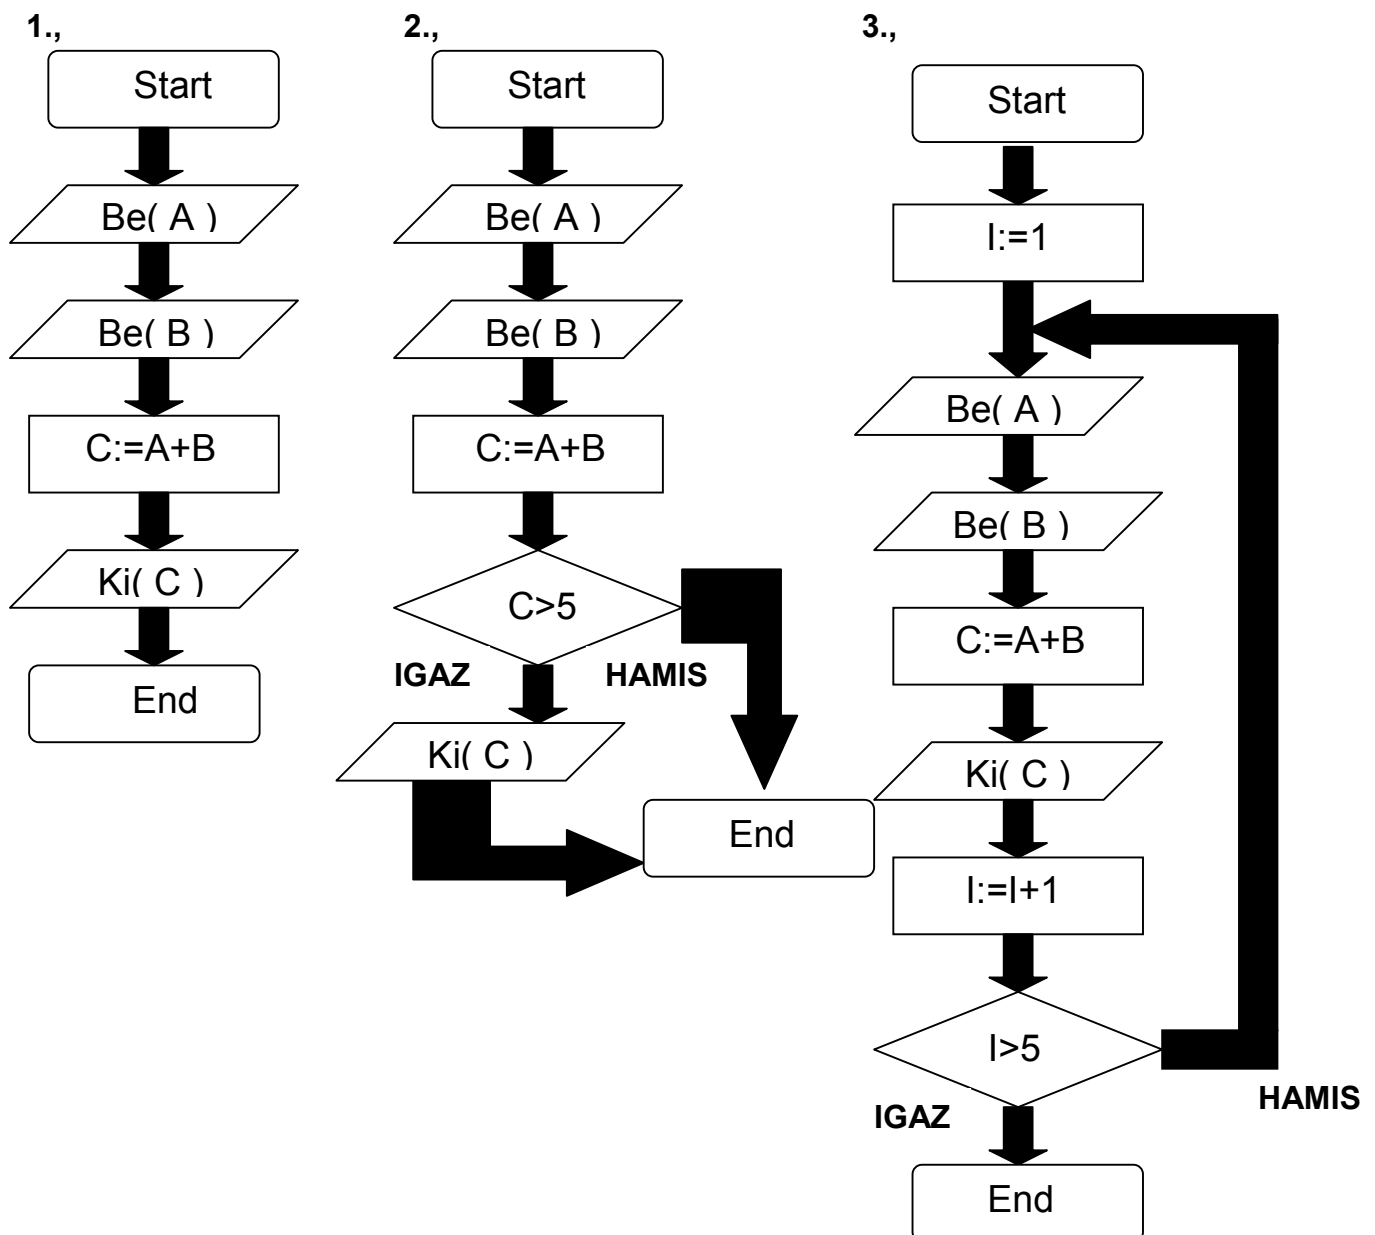 1.,
Start
Be( A )
Be( B )
C:=A+B
Ki( C )
End
2.,
Start
Be( A )
Be( B )
C:=A+B
C>5
IGAZ
HAMIS
Ki( C )
End
3.,
Start
I:=1
Be( A )
Be( B )
C:=A+B
Ki( C )
I:=I+1
I>5
HAMIS
IGAZ
End